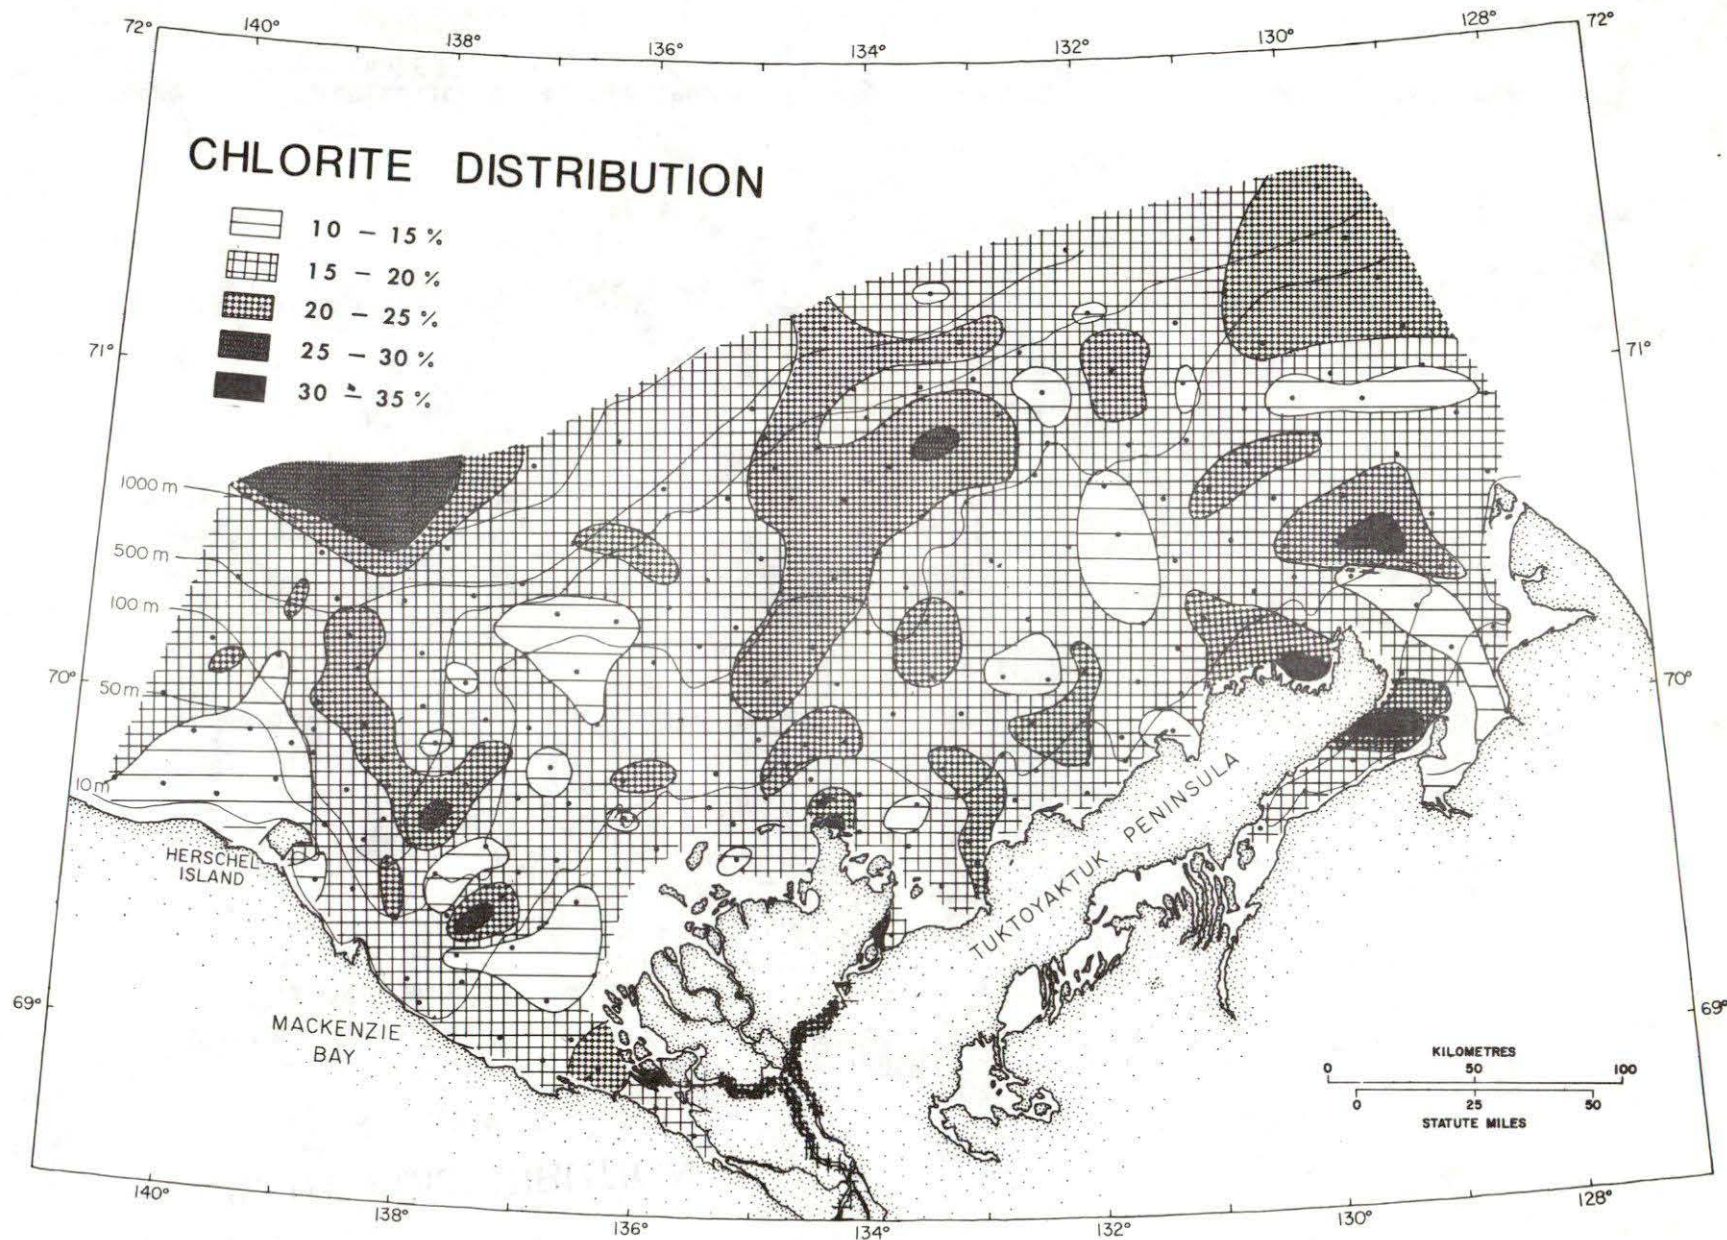 72° 140° 138° 136° 134° 132° 130° 128° 72°
CHLORITE DISTRIBUTION
10 – 15 %
15 – 20 %
20 – 25 %
25 – 30 %
30 – 35 %
71° 71°
1000 m
500 m
100 m
70° 70°
50 m
10 m
HERSCHEL
ISLAND
TUKTOYAKTUK PENINSULA
69° 69°
MACKENZIE
BAY
KILOMETRES
0 50 100
0 25 50
STATUTE MILES
140° 138° 136° 134° 132° 130° 128°